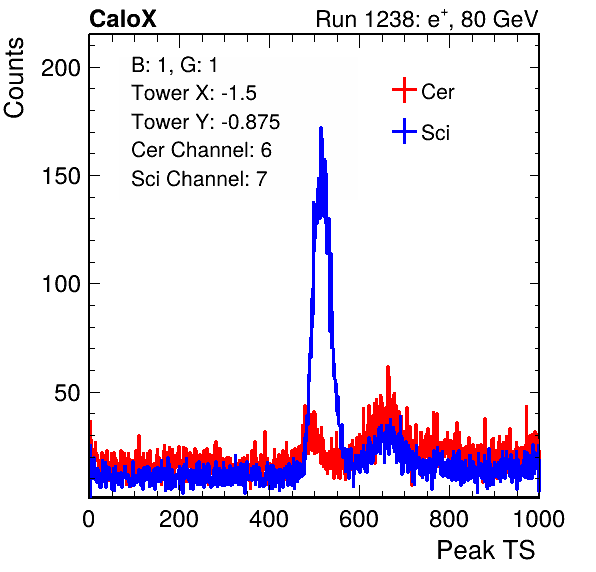 CaloX
Run 1238: e+, 80 GeV
Counts
B: 1, G: 1
Tower X: -1.5
Tower Y: -0.875
Cer Channel: 6
Sci Channel: 7
Cer
Sci
200
150
100
50
0 200 400 600 800 1000
Peak TS